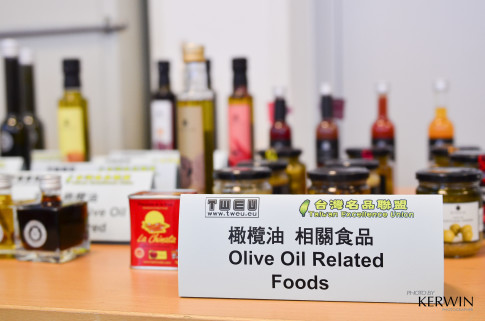 TWEU
www.tweu.eu
台灣名品聯盟
Taiwan Excellence Union
橄欖油 相關食品
Olive Oil Related
Foods
La Chinata
Olive Oil
Related
PHOTO BY
KERWIN